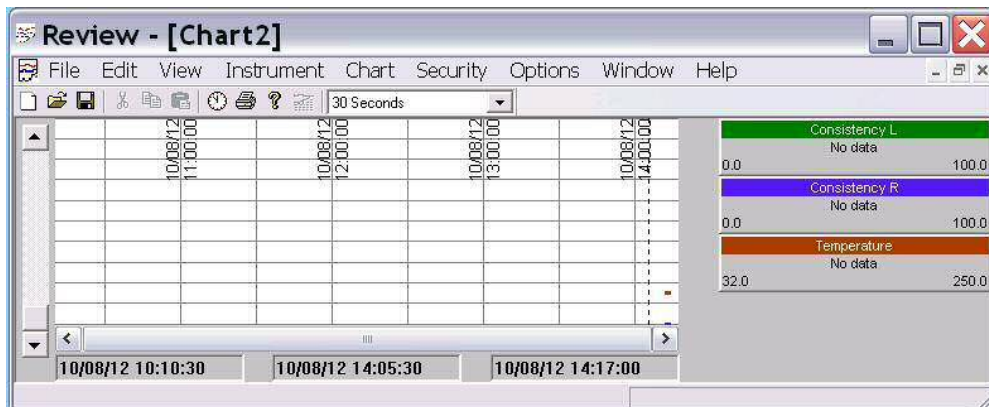 Review - [Chart2]
File Edit View Instrument Chart Security Options Window Help
30 Seconds
10/08/12 11:00:00
10/08/12 12:00:00
10/08/12 13:00:00
10/08/12 14:00:00
Consistency L
No data
0.0 100.0
Consistency R
No data
0.0 100.0
Temperature
No data
32.0 250.0
10/08/12 10:10:30 10/08/12 14:05:30 10/08/12 14:17:00